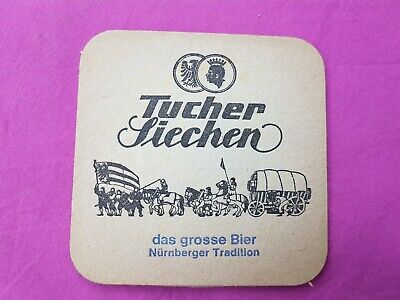 Tucher
Siechen
das grosse Bier
Nürnberger Tradition